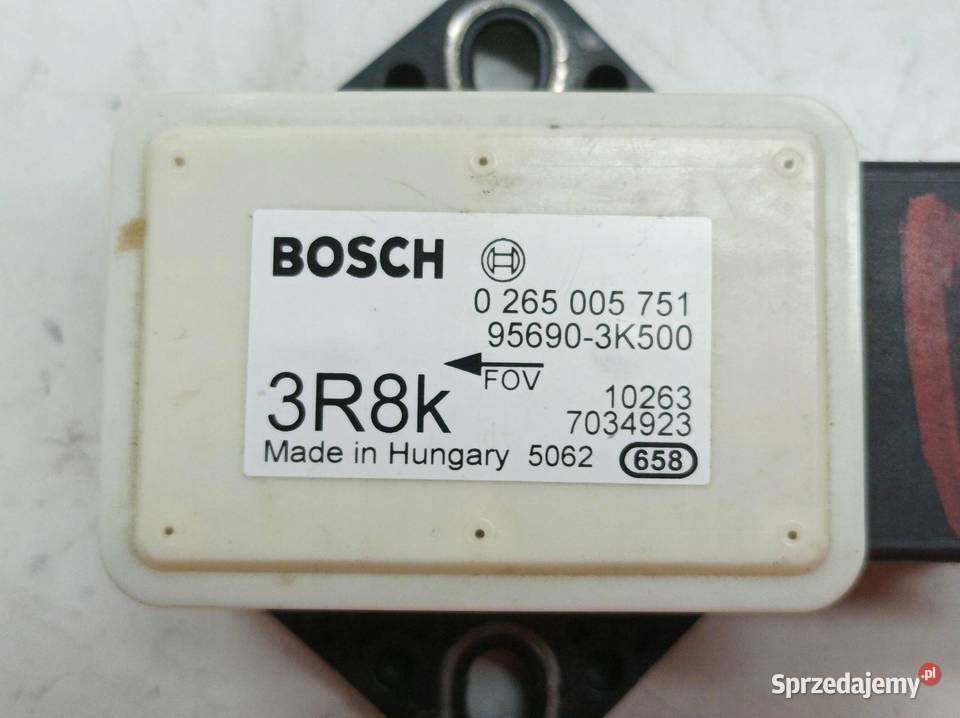 BOSCH
0 265 005 751
95690-3K500
FOV
3R8k
10263
7034923
Made in Hungary 5062 658
Sprzedajemy.pl